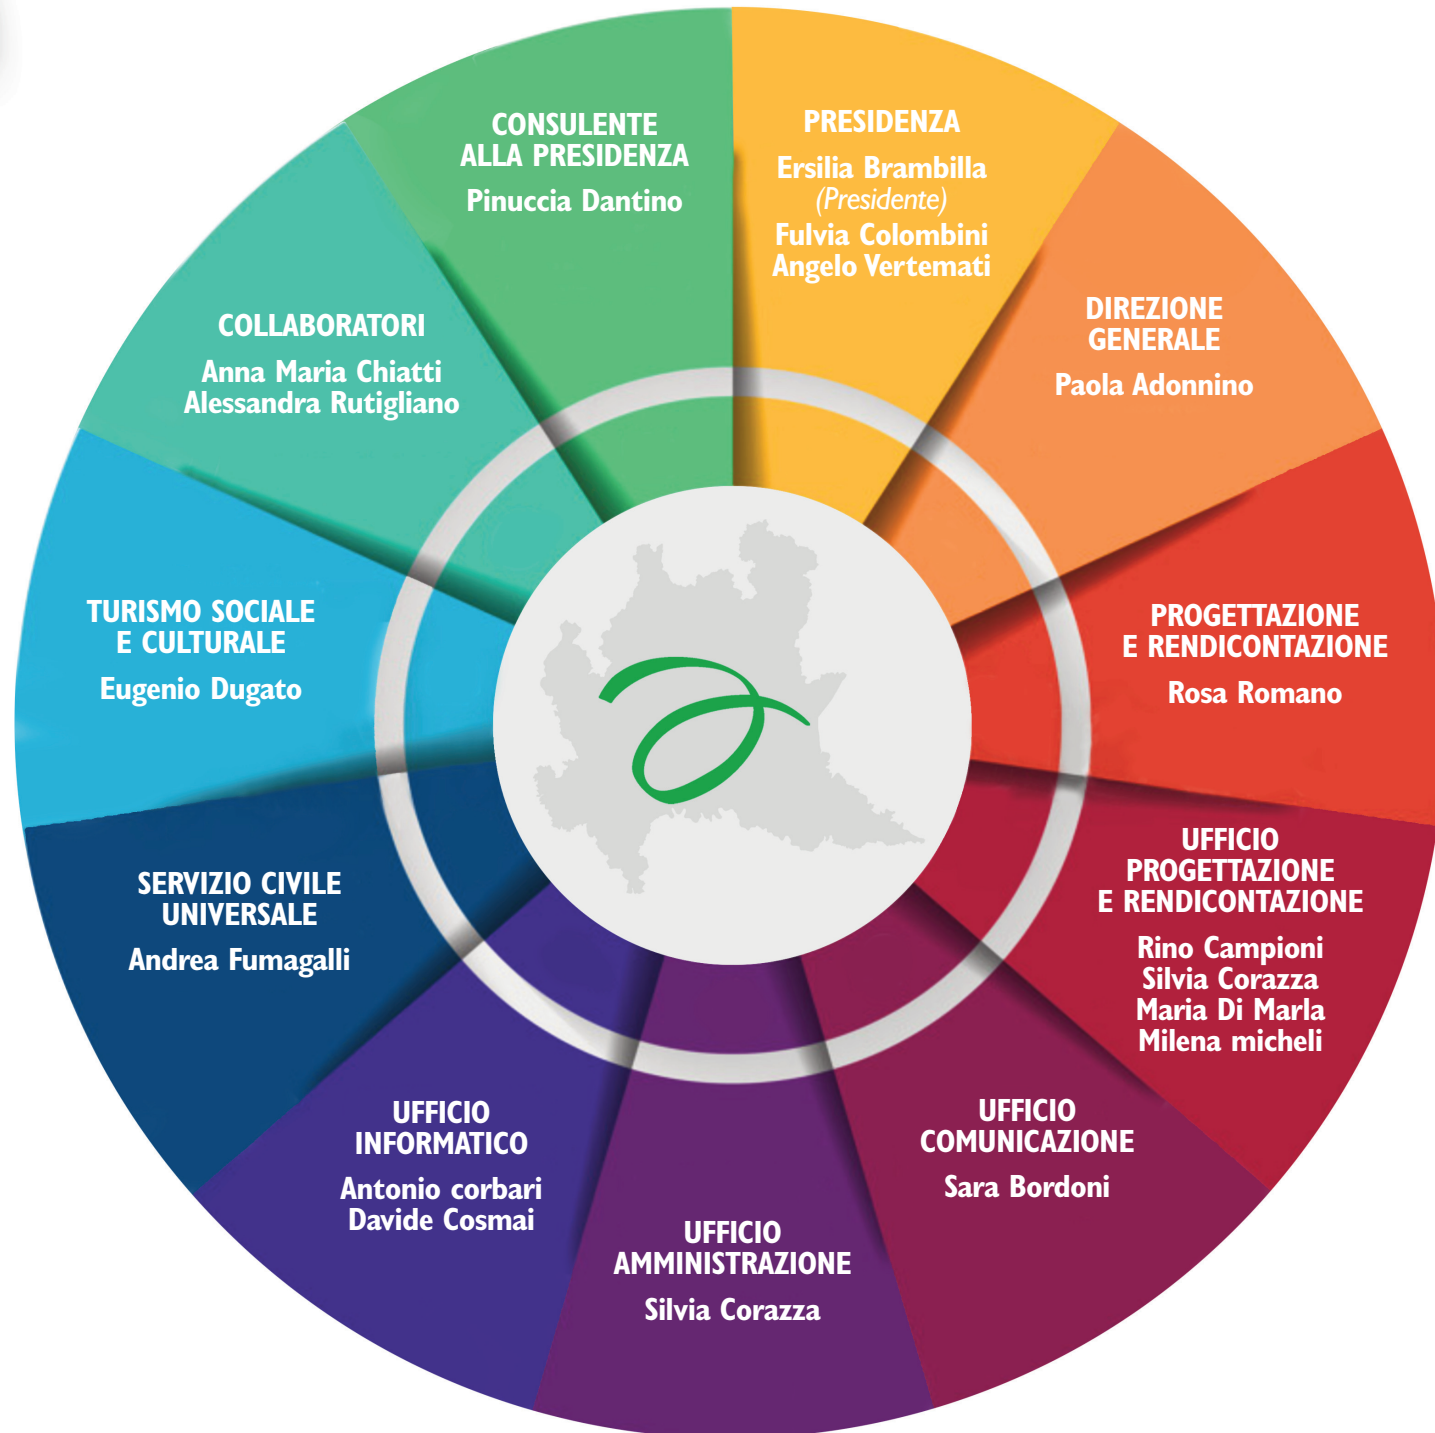 CONSULENTE
ALLA PRESIDENZA
Pinuccia Dantino
PRESIDENZA
Ersilia Brambilla
(Presidente)
Fulvia Colombini
Angelo Vertemati
DIREZIONE
GENERALE
Paola Adonnino
PROGETTAZIONE
E RENDICONTAZIONE
Rosa Romano
UFFICIO
PROGETTAZIONE
E RENDICONTAZIONE
Rino Campioni
Silvia Corazza
Maria Di Marla
Milena micheli
UFFICIO
COMUNICAZIONE
Sara Bordoni
UFFICIO
AMMINISTRAZIONE
Silvia Corazza
UFFICIO
INFORMATICO
Antonio corbari
Davide Cosmai
SERVIZIO CIVILE
UNIVERSALE
Andrea Fumagalli
TURISMO SOCIALE
E CULTURALE
Eugenio Dugato
COLLABORATORI
Anna Maria Chiatti
Alessandra Rutigliano